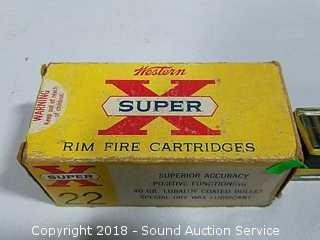 Western
X
SUPER
RIM FIRE CARTRIDGES
WARNING
Keep out of reach
of children.
SUPER
X
22
SUPERIOR ACCURACY
POSITIVE FUNCTIONING
40 GR. LUBALOY COATED BULLET
SPECIAL DRY WAX LUBRICANT
Copyright 2018 - Sound Auction Service